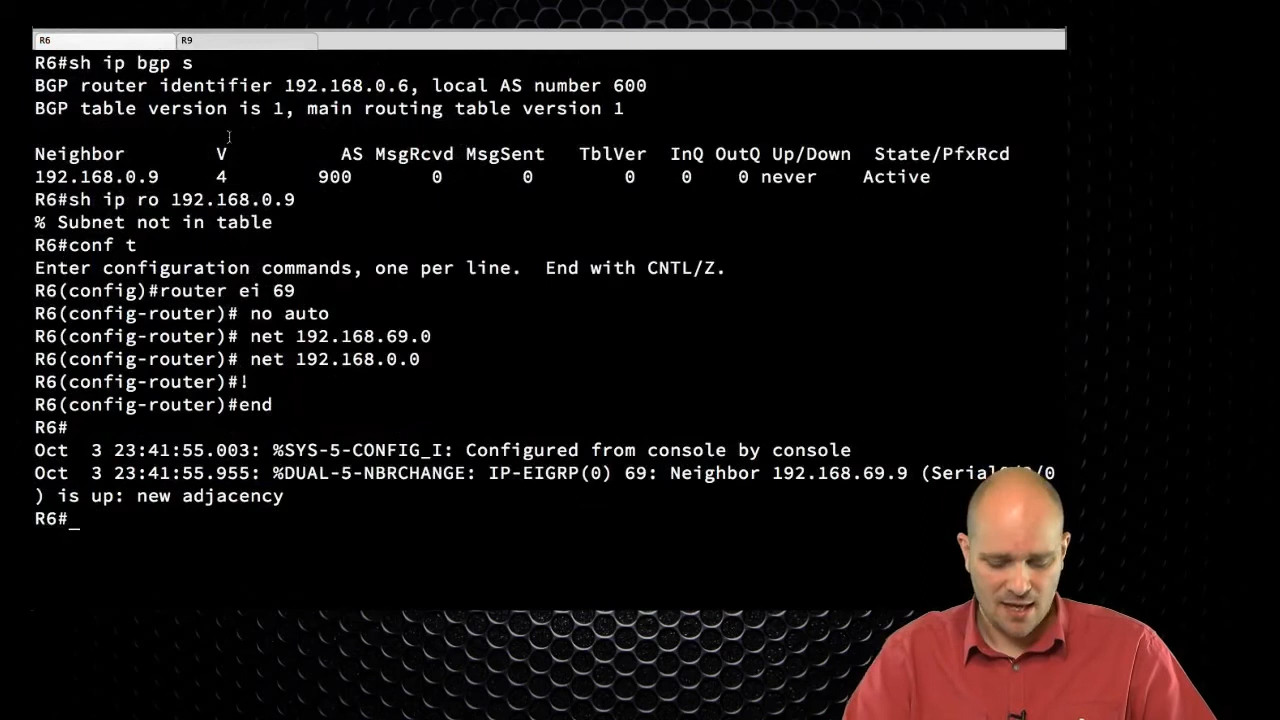 R6 R9
R6#sh ip bgp s
BGP router identifier 192.168.0.6, local AS number 600
BGP table version is 1, main routing table version 1
Neighbor V AS MsgRcvd MsgSent TblVer InQ OutQ Up/Down State/PfxRcd
192.168.0.9 4 900 0 0 0 0 0 never Active
R6#sh ip ro 192.168.0.9
% Subnet not in table
R6#conf t
Enter configuration commands, one per line. End with CNTL/Z.
R6(config)#router ei 69
R6(config-router)# no auto
R6(config-router)# net 192.168.69.0
R6(config-router)# net 192.168.0.0
R6(config-router)#!
R6(config-router)#end
R6#
Oct 3 23:41:55.003: %SYS-5-CONFIG_I: Configured from console by console
Oct 3 23:41:55.955: %DUAL-5-NBRCHANGE: IP-EIGRP(0) 69: Neighbor 192.168.69.9
) is up: new adjacency
R6#_